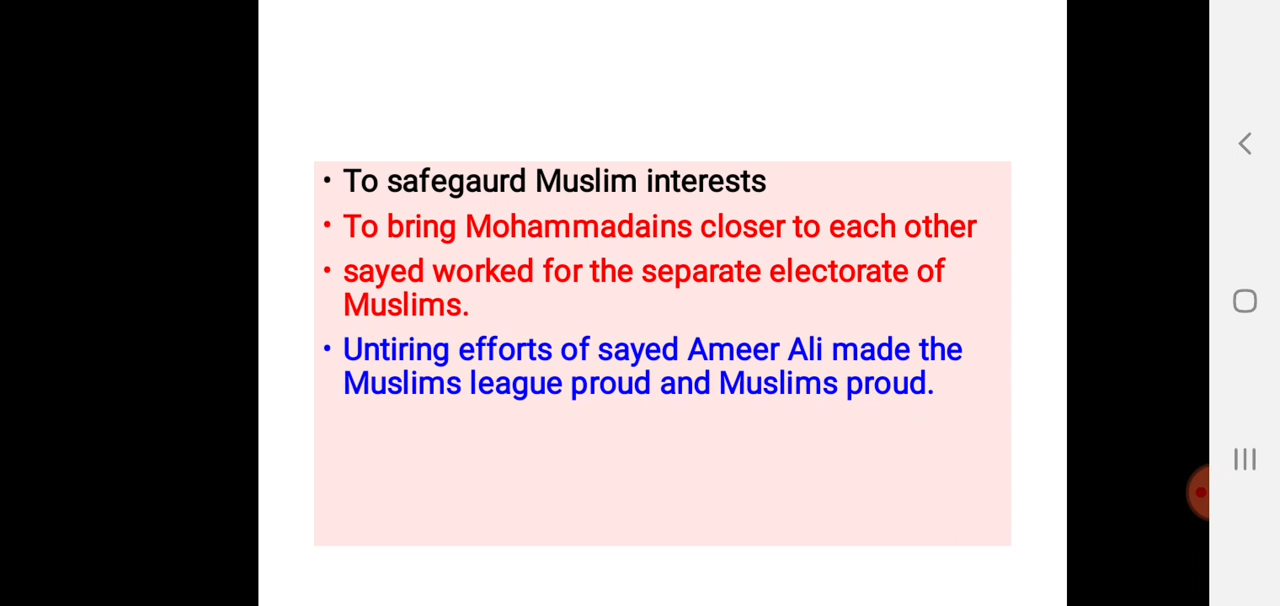 • To safegaurd Muslim interests
• To bring Mohammadains closer to each other
• sayed worked for the separate electorate of
Muslims.
• Untiring efforts of sayed Ameer Ali made the
Muslims league proud and Muslims proud.